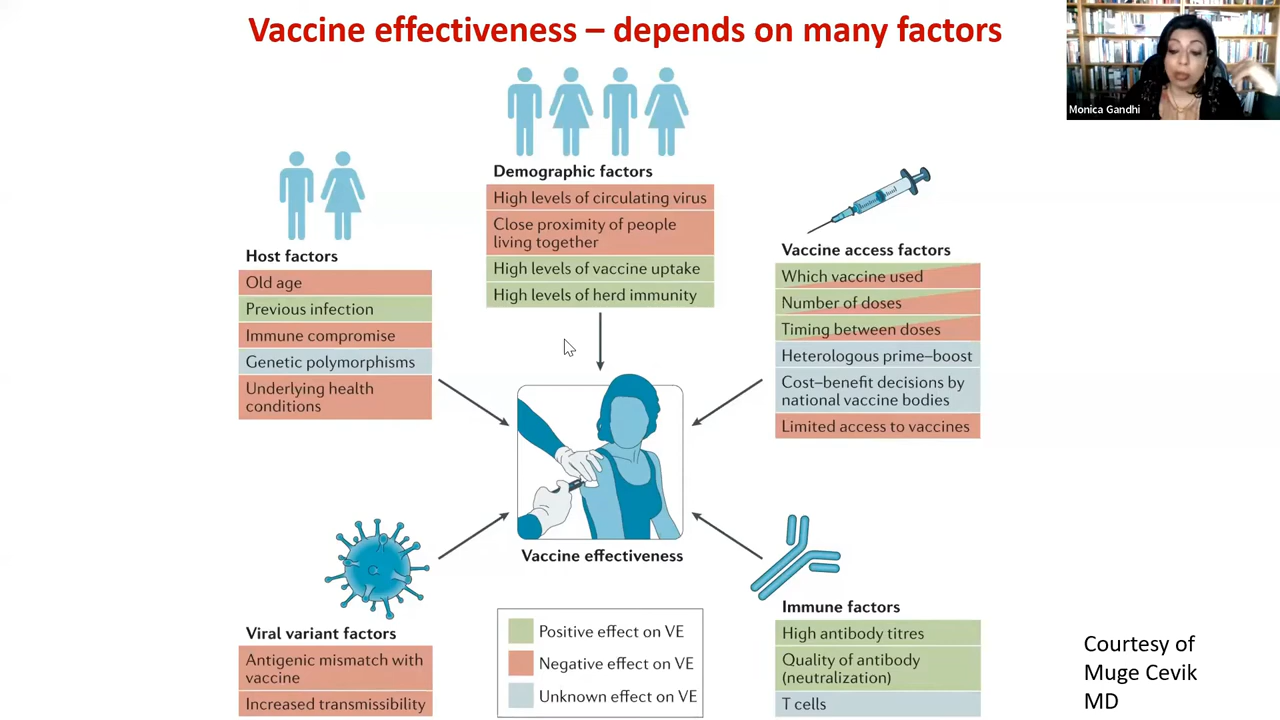 Vaccine effectiveness – depends on many factors
Monica Gandhi
Demographic factors
High levels of circulating virus
Close proximity of people
living together
High levels of vaccine uptake
High levels of herd immunity
Host factors
Old age
Previous infection
Immune compromise
Genetic polymorphisms
Underlying health
conditions
Vaccine access factors
Which vaccine used
Number of doses
Timing between doses
Heterologous prime–boost
Cost–benefit decisions by
national vaccine bodies
Limited access to vaccines
Vaccine effectiveness
Viral variant factors
Antigenic mismatch with
vaccine
Increased transmissibility
Positive effect on VE
Negative effect on VE
Unknown effect on VE
Immune factors
High antibody titres
Quality of antibody
(neutralization)
T cells
Courtesy of
Muge Cevik
MD